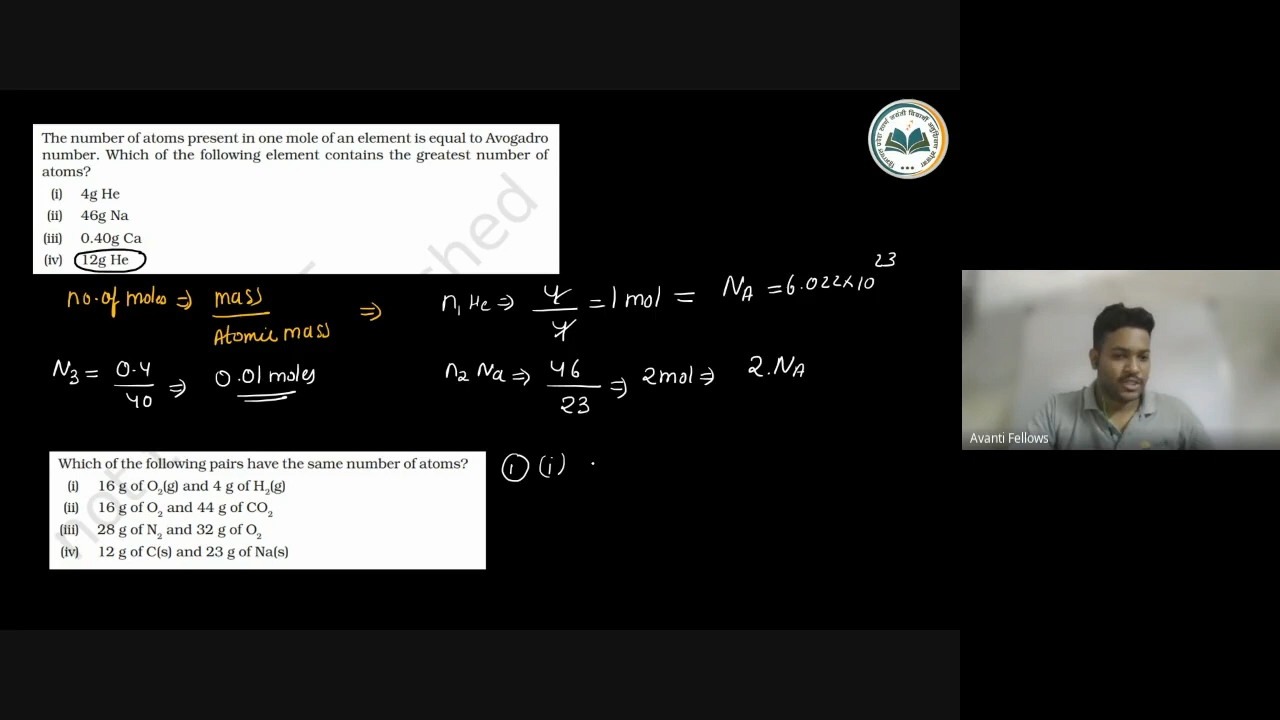 The number of atoms present in one mole of an element is equal to Avogadro
number. Which of the following element contains the greatest number of
atoms?
(i) 4g He
(ii) 46g Na
(iii) 0.40g Ca
(iv) 12g He
no. of moles ⇒ mass / Atomic mass ⇒
n₁ He ⇒ 4/4 = 1 mol = N_A = 6.022×10²³
N₃ = 0.4/40 ⇒ 0.01 moles
n₂ Na ⇒ 46/23 ⇒ 2 mol ⇒ 2.N_A
Which of the following pairs have the same number of atoms?
(i) 16 g of O₂(g) and 4 g of H₂(g)
(ii) 16 g of O₂ and 44 g of CO₂
(iii) 28 g of N₂ and 32 g of O₂
(iv) 12 g of C(s) and 23 g of Na(s)
① (i)
Avanti Fellows